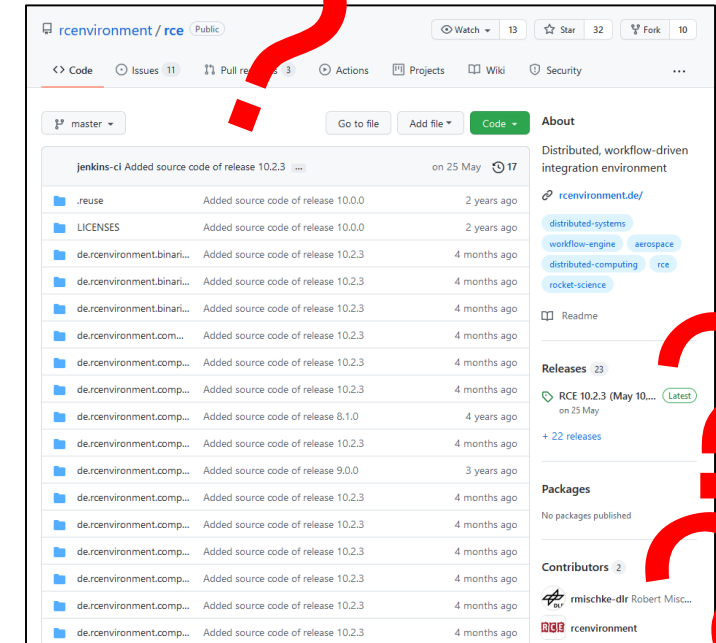 rcenvironment / rce Public
Watch 13 Star 32 Fork 10
Code Issues 11 Pull 3 Actions Projects Wiki Security ...
master Go to file Add file Code
jenkins-ci Added source code of release 10.2.3 ... on 25 May 17
.reuse Added source code of release 10.0.0 2 years ago
LICENSES Added source code of release 10.0.0 2 years ago
de.rcenvironment.binari... Added source code of release 10.2.3 4 months ago
de.rcenvironment.binari... Added source code of release 10.2.3 4 months ago
de.rcenvironment.binari... Added source code of release 10.2.3 4 months ago
de.rcenvironment.com... Added source code of release 10.2.3 4 months ago
de.rcenvironment.comp... Added source code of release 10.2.3 4 months ago
de.rcenvironment.comp... Added source code of release 10.2.3 4 months ago
de.rcenvironment.comp... Added source code of release 8.1.0 4 years ago
de.rcenvironment.comp... Added source code of release 10.2.3 4 months ago
de.rcenvironment.comp... Added source code of release 9.0.0 3 years ago
de.rcenvironment.comp... Added source code of release 10.2.3 4 months ago
de.rcenvironment.comp... Added source code of release 10.2.3 4 months ago
de.rcenvironment.comp... Added source code of release 10.2.3 4 months ago
de.rcenvironment.comp... Added source code of release 10.2.3 4 months ago
de.rcenvironment.comp... Added source code of release 10.2.3 4 months ago
de.rcenvironment.comp... Added source code of release 10.2.3 4 months ago
About
Distributed, workflow-driven
integration environment
rcenvironment.de/
distributed-systems
workflow-engine aerospace
distributed-computing rce
rocket-science
Readme
Releases 23
RCE 10.2.3 (May 10,... Latest
on 25 May
+ 22 releases
Packages
No packages published
Contributors 2
DLR rmischke-dlr Robert Misc...
RCE rcenvironment
?
?